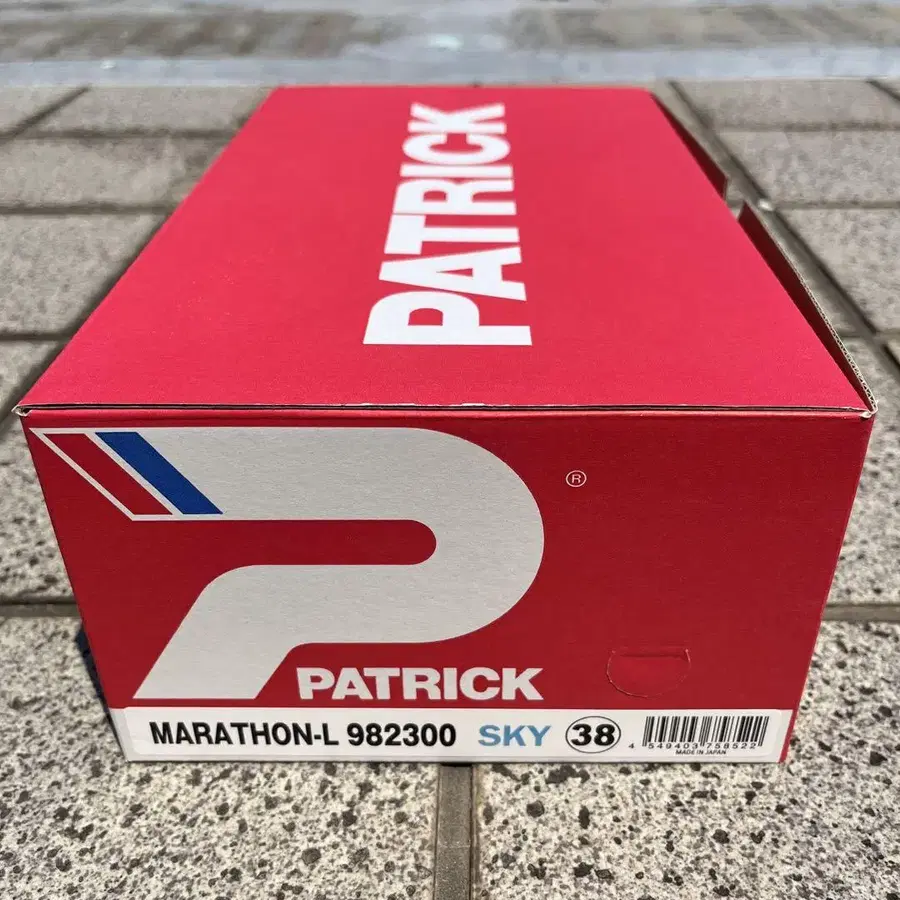 PATRICK
®
PATRICK
MARATHON-L 982300 SKY 38
4 549403 758522
MADE IN JAPAN